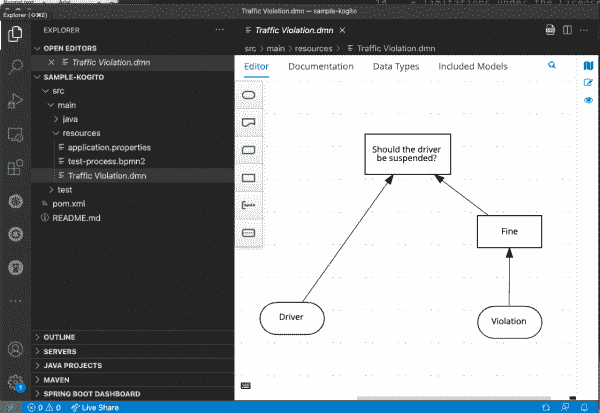 Traffic Violation.dmn — sample-kogito
Explorer (⇧⌘E)
EXPLORER
OPEN EDITORS
Traffic Violation.dmn
SAMPLE-KOGITO
src
main
java
resources
application.properties
test-process.bpmn2
Traffic Violation.dmn
test
pom.xml
README.md
OUTLINE
SERVERS
JAVA PROJECTS
MAVEN
SPRING BOOT DASHBOARD
Traffic Violation.dmn
src > main > resources > Traffic Violation.dmn
Editor Documentation Data Types Included Models
Should the driver
be suspended?
Fine
Driver
Violation
0 0 Live Share